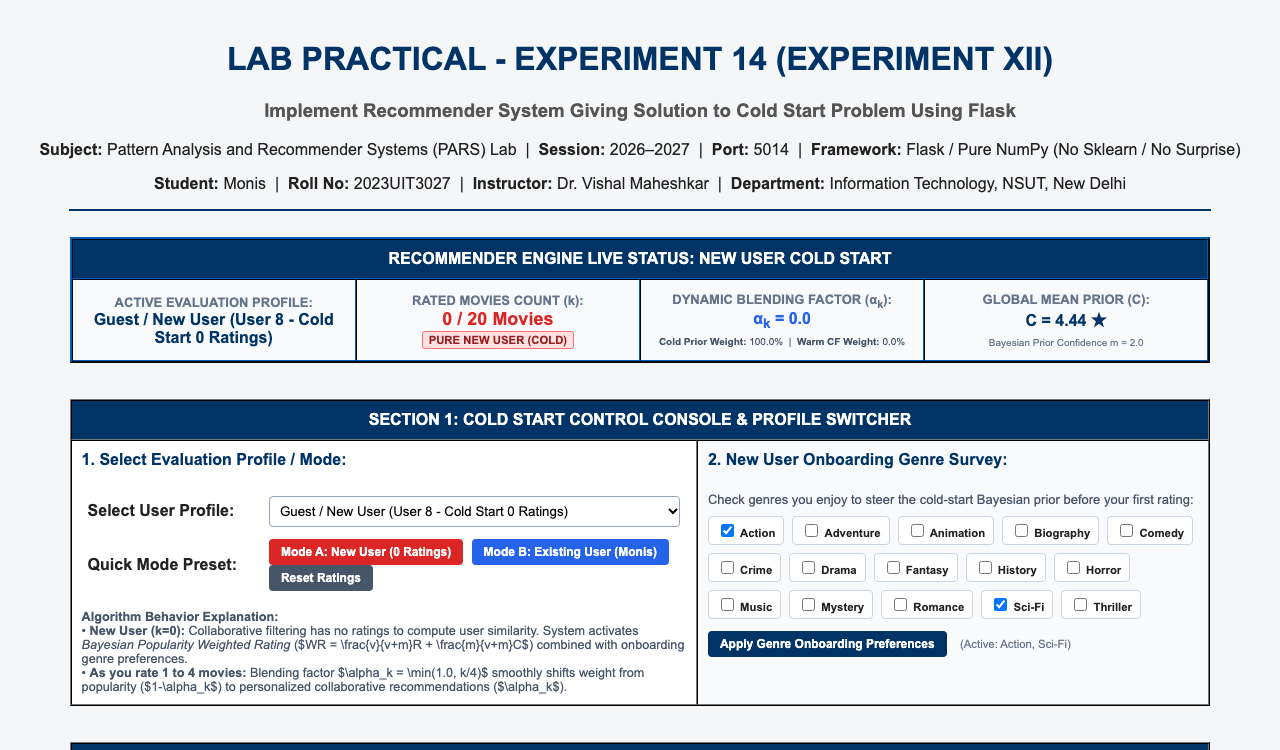 LAB PRACTICAL - EXPERIMENT 14 (EXPERIMENT XII)
Implement Recommender System Giving Solution to Cold Start Problem Using Flask
Subject: Pattern Analysis and Recommender Systems (PARS) Lab | Session: 2026–2027 | Port: 5014 | Framework: Flask / Pure NumPy (No Sklearn / No Surprise)
Student: Monis | Roll No: 2023UIT3027 | Instructor: Dr. Vishal Maheshkar | Department: Information Technology, NSUT, New Delhi
RECOMMENDER ENGINE LIVE STATUS: NEW USER COLD START
ACTIVE EVALUATION PROFILE:
Guest / New User (User 8 - Cold
Start 0 Ratings)
RATED MOVIES COUNT (k):
0 / 20 Movies
PURE NEW USER (COLD)
DYNAMIC BLENDING FACTOR (αk):
αk = 0.0
Cold Prior Weight: 100.0% | Warm CF Weight: 0.0%
GLOBAL MEAN PRIOR (C):
C = 4.44 ★
Bayesian Prior Confidence m = 2.0
SECTION 1: COLD START CONTROL CONSOLE & PROFILE SWITCHER
1. Select Evaluation Profile / Mode:
Select User Profile: Guest / New User (User 8 - Cold Start 0 Ratings)
Quick Mode Preset: Mode A: New User (0 Ratings) Mode B: Existing User (Monis)
Reset Ratings
Algorithm Behavior Explanation:
• New User (k=0): Collaborative filtering has no ratings to compute user similarity. System activates
Bayesian Popularity Weighted Rating ($WR = \frac{v}{v+m}R + \frac{m}{v+m}C$) combined with onboarding
genre preferences.
• As you rate 1 to 4 movies: Blending factor $\alpha_k = \min(1.0, k/4)$ smoothly shifts weight from
popularity ($1-\alpha_k$) to personalized collaborative recommendations ($\alpha_k$).
2. New User Onboarding Genre Survey:
Check genres you enjoy to steer the cold-start Bayesian prior before your first rating:
Action Adventure Animation Biography Comedy
Crime Drama Fantasy History Horror
Music Mystery Romance Sci-Fi Thriller
Apply Genre Onboarding Preferences (Active: Action, Sci-Fi)